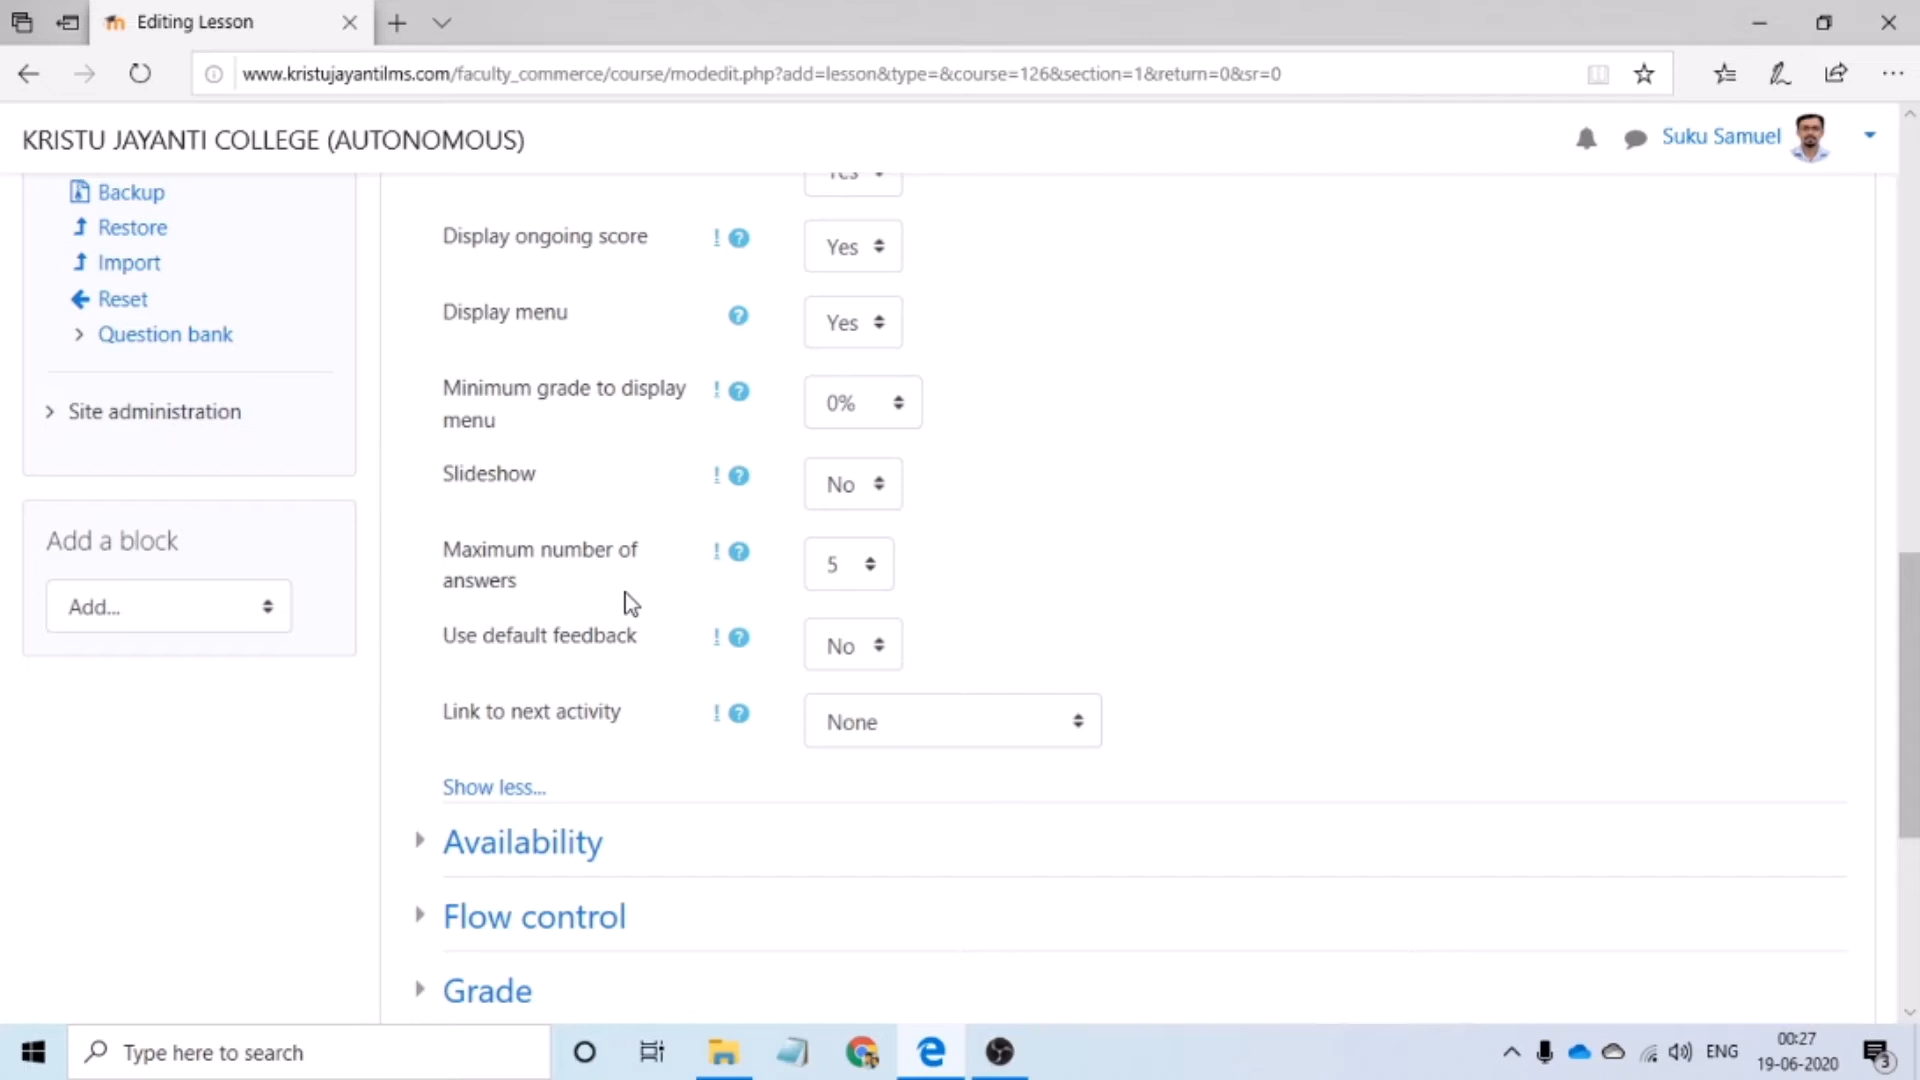 Editing Lesson
www.kristujayantilms.com/faculty_commerce/course/modedit.php?add=lesson&type=&course=126&section=1&return=0&sr=0
KRISTU JAYANTI COLLEGE (AUTONOMOUS)
Suku Samuel
Backup
Restore
Import
Reset
Question bank
Site administration
Add a block
Add...
Yes
Display ongoing score ! ? Yes
Display menu ? Yes
Minimum grade to display
menu ! ? 0%
Slideshow ! ? No
Maximum number of
answers ! ? 5
Use default feedback ! ? No
Link to next activity ! ? None
Show less...
Availability
Flow control
Grade
Type here to search
ENG
00:27
19-06-2020
3